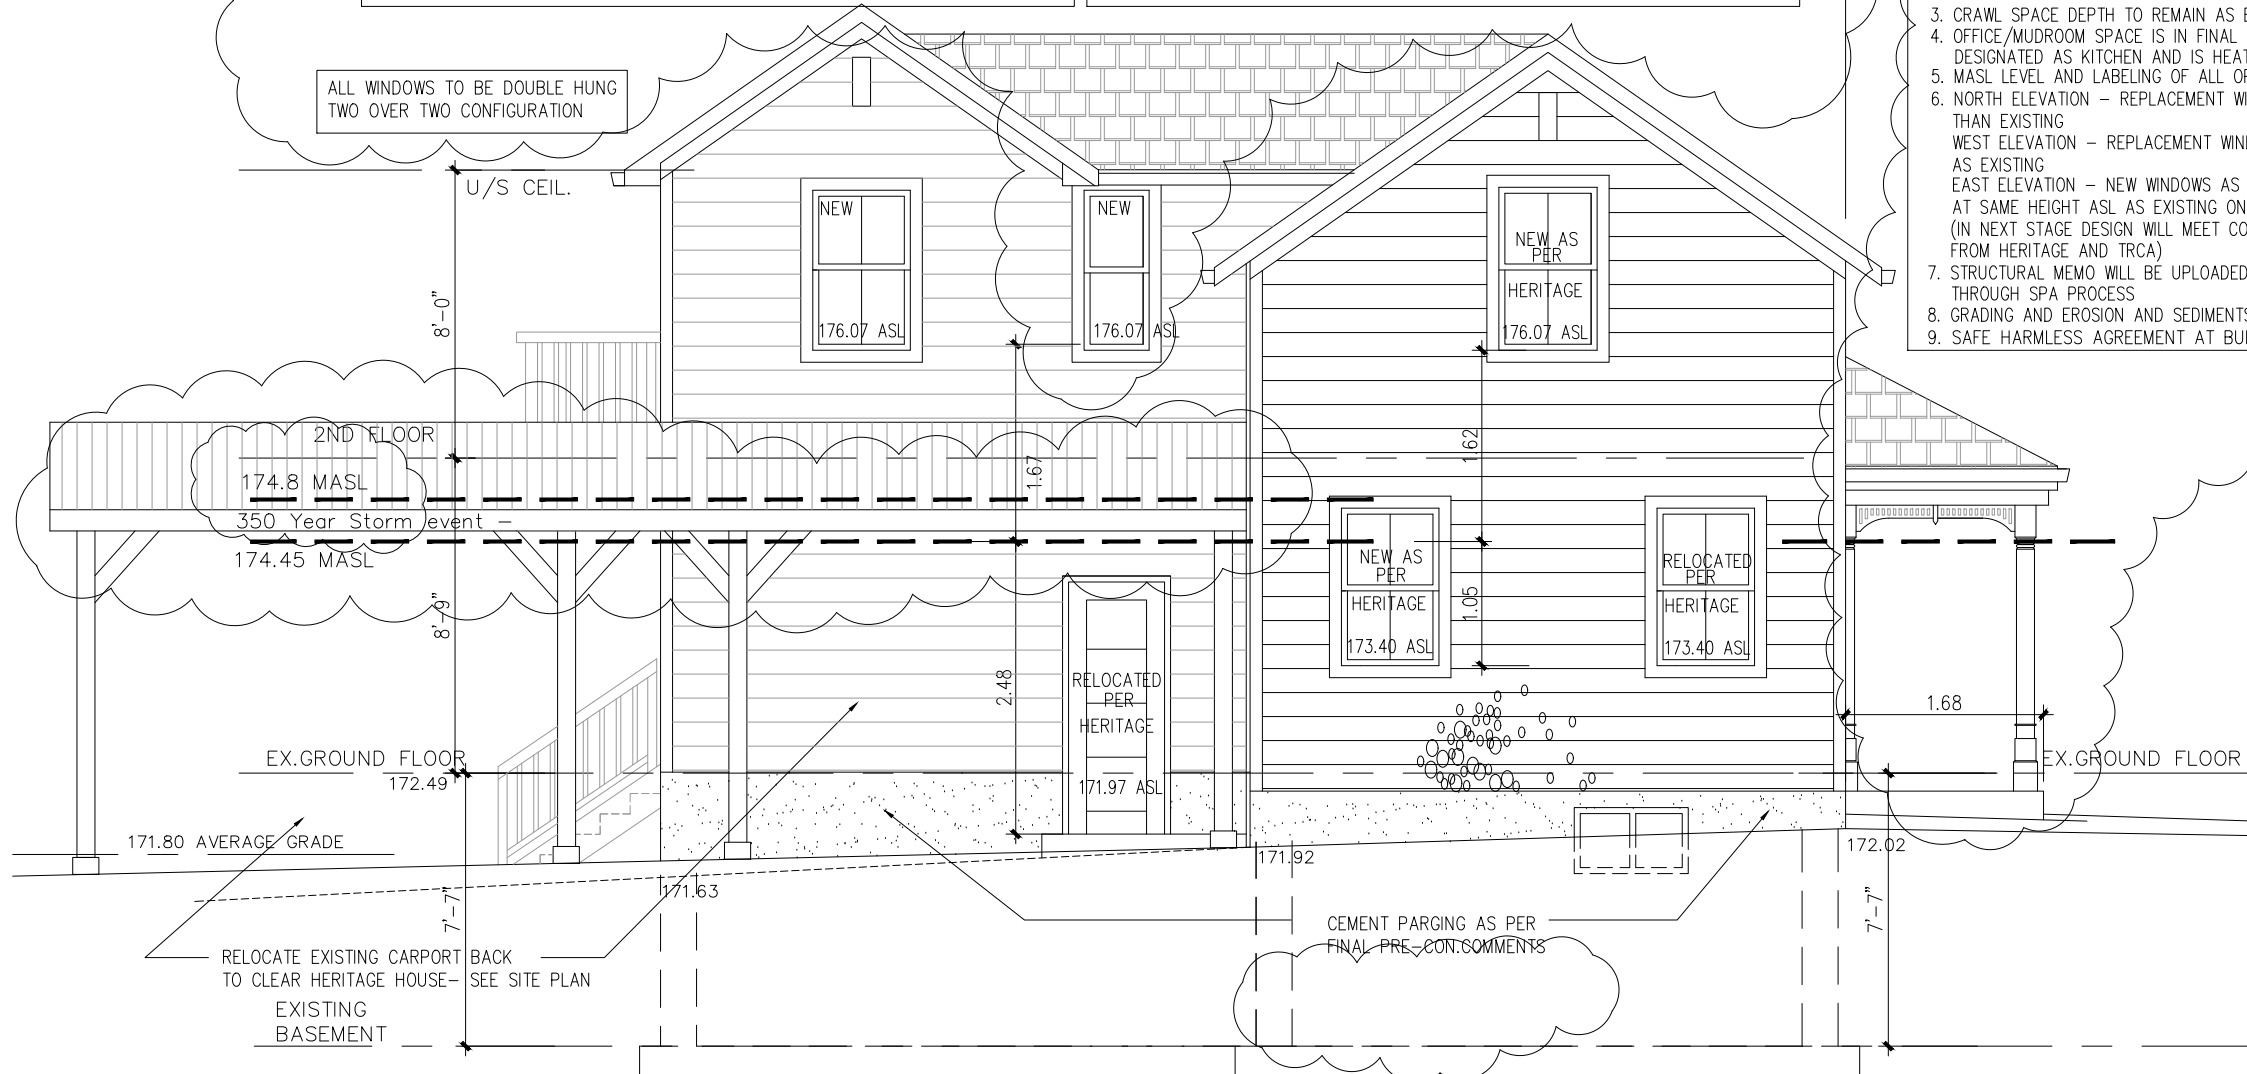 3. CRAWL SPACE DEPTH TO REMAIN AS
4. OFFICE/MUDROOM SPACE IS IN FINAL
DESIGNATED AS KITCHEN AND IS
5. MASL LEVEL AND LABELING OF ALL
6. NORTH ELEVATION – REPLACEMENT
THAN EXISTING
WEST ELEVATION – REPLACEMENT
AS EXISTING
EAST ELEVATION – NEW WINDOWS AS
AT SAME HEIGHT ASL AS EXISTING ON
(IN NEXT STAGE DESIGN WILL MEET
FROM HERITAGE AND TRCA)
7. STRUCTURAL MEMO WILL BE UPLOADED
THROUGH SPA PROCESS
8. GRADING AND EROSION AND SEDIMENTS
9. SAFE HARMLESS AGREEMENT AT
ALL WINDOWS TO BE DOUBLE HUNG
TWO OVER TWO CONFIGURATION
U/S CEIL.
NEW
176.07 ASL
NEW
176.07 ASL
NEW AS
PER
HERITAGE
176.07 ASL
8'-0"
2ND FLOOR
174.8 MASL
350 Year Storm event –
174.45 MASL
8'-9"
1.67
1.62
1.05
2.48
NEW AS
PER
HERITAGE
173.40 ASL
RELOCATED
PER
HERITAGE
173.40 ASL
RELOCATED
PER
HERITAGE
171.97 ASL
1.68
EX.GROUND FLOOR
172.49
EX.GROUND FLOOR
171.80 AVERAGE GRADE
171.63
171.92
172.02
7'-7"
7'-7"
RELOCATE EXISTING CARPORT BACK
TO CLEAR HERITAGE HOUSE– SEE SITE PLAN
CEMENT PARGING AS PER
FINAL PRE-CON.COMMENTS
EXISTING
BASEMENT